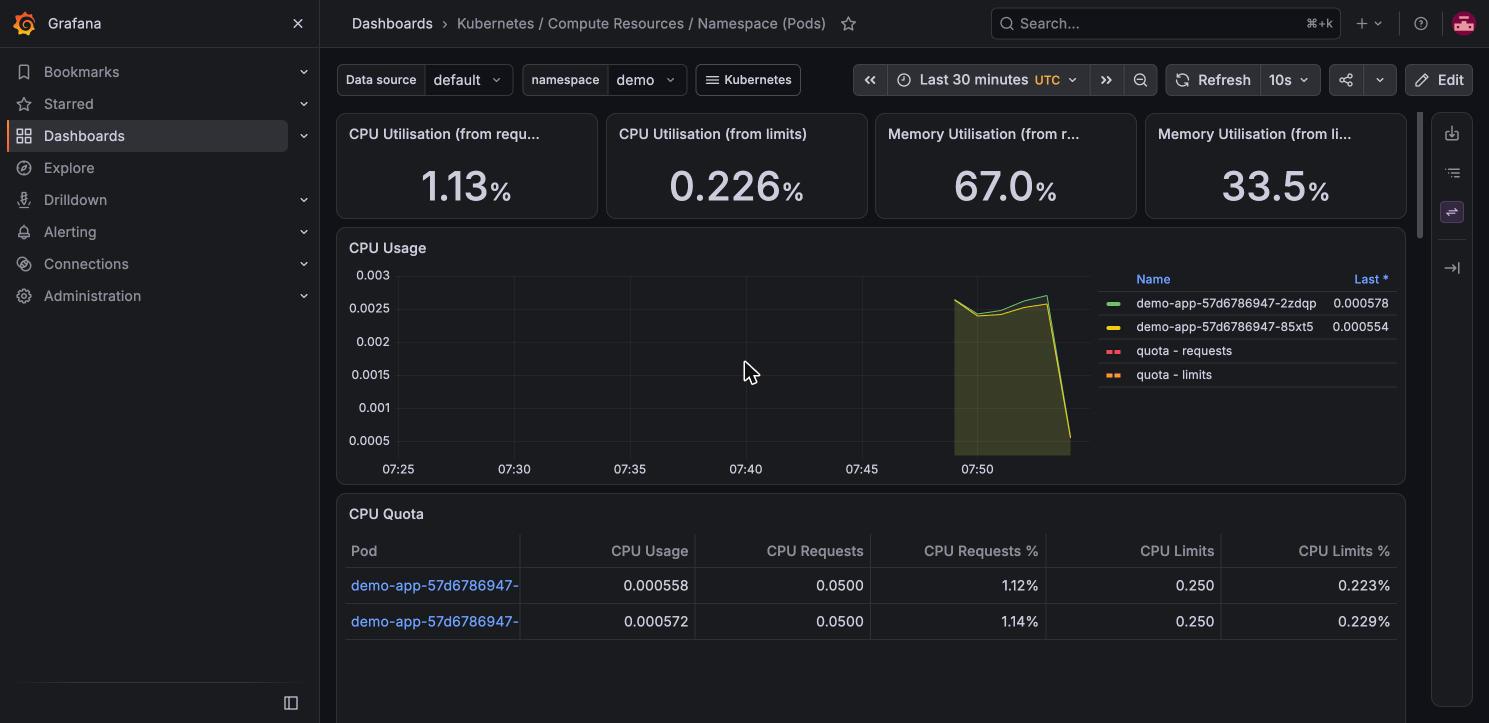 Grafana
Dashboards › Kubernetes / Compute Resources / Namespace (Pods)
Search... ⌘+k
Bookmarks
Starred
Dashboards
Explore
Drilldown
Alerting
Connections
Administration
Data source default namespace demo Kubernetes
Last 30 minutes UTC Refresh 10s Edit
CPU Utilisation (from requ...
1.13%
CPU Utilisation (from limits)
0.226%
Memory Utilisation (from r...
67.0%
Memory Utilisation (from li...
33.5%
CPU Usage
0.003
0.0025
0.002
0.0015
0.001
0.0005
07:25 07:30 07:35 07:40 07:45 07:50
Name Last *
demo-app-57d6786947-2zdqp 0.000578
demo-app-57d6786947-85xt5 0.000554
quota - requests
quota - limits
CPU Quota
Pod CPU Usage CPU Requests CPU Requests % CPU Limits CPU Limits %
demo-app-57d6786947- 0.000558 0.0500 1.12% 0.250 0.223%
demo-app-57d6786947- 0.000572 0.0500 1.14% 0.250 0.229%